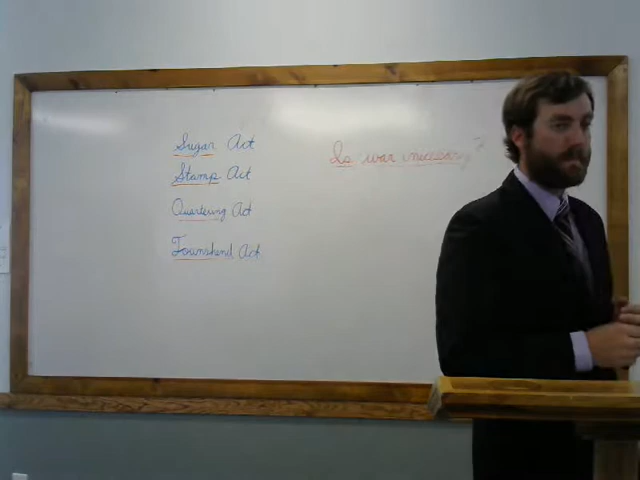 Sugar Act
Stamp Act
Quartering Act
Townshend Act
Is war necessary?